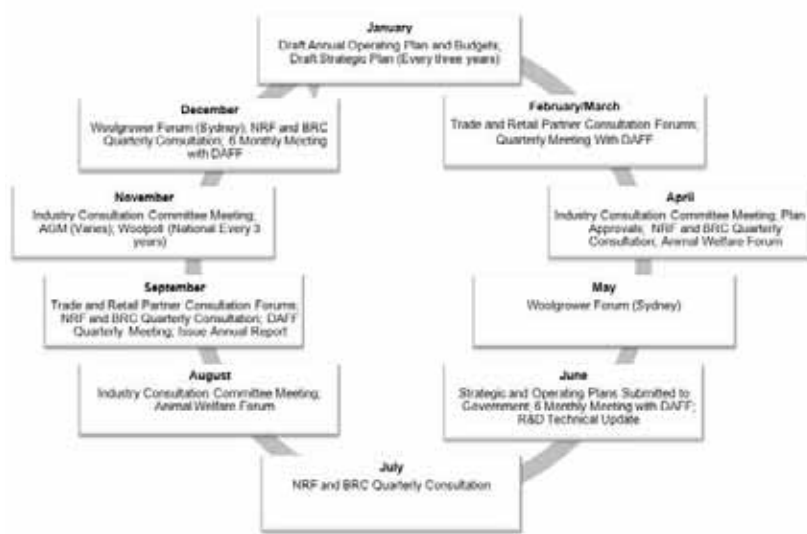 January
Draft Annual Operating Plan and Budgets;
Draft Strategic Plan (Every three years)
February/March
Trade and Retail Partner Consultation Forums;
Quarterly Meeting With DAFF
April
Industry Consultation Committee Meeting; Plan
Approvals; NRF and BRC Quarterly
Consultation; Animal Welfare Forum
May
Woolgrower Forum (Sydney)
June
Strategic and Operating Plans Submitted to
Government; 6 Monthly Meeting with DAFF;
R&D Technical Update
July
NRF and BRC Quarterly Consultation
August
Industry Consultation Committee Meeting;
Animal Welfare Forum
September
Trade and Retail Partner Consultation Forums;
NRF and BRC Quarterly Consultation; DAFF
Quarterly Meeting; Issue Annual Report
November
Industry Consultation Committee Meeting;
AGM (Varies); Woolpoll (National Every 3
years)
December
Woolgrower Forum (Sydney); NRF and BRC
Quarterly Consultation; 6 Monthly Meeting
with DAFF